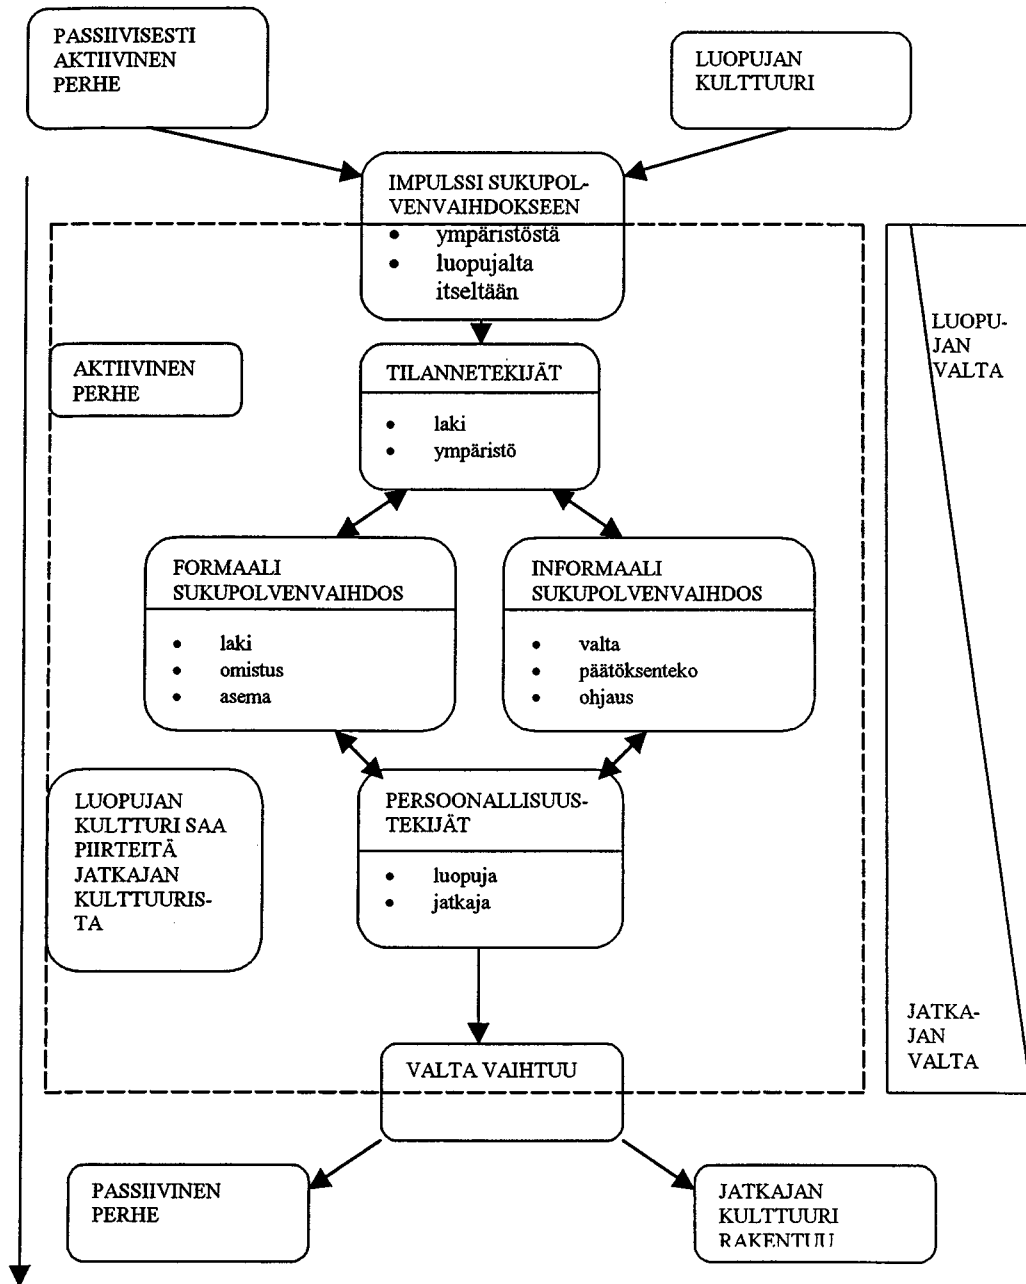 PASSIIVISESTI
AKTIIVINEN
PERHE
LUOPUJAN
KULTTUURI
IMPULSSI SUKUPOL-
VENVAIHDOKSEEN
• ympäristöstä
• luopujalta
itseltään
LUOPU-
JAN
VALTA
AKTIIVINEN
PERHE
TILANNETEKIJÄT
• laki
• ympäristö
FORMAALI
SUKUPOLVENVAIHDOS
• laki
• omistus
• asema
INFORMAALI
SUKUPOLVENVAIHDOS
• valta
• päätöksenteko
• ohjaus
LUOPUJAN
KULTTURI SAA
PIIRTEITÄ
JATKAJAN
KULTTUURIS-
TA
PERSOONALLISUUS-
TEKIJÄT
• luopuja
• jatkaja
JATKA-
JAN
VALTA
VALTA VAIHTUU
PASSIIVINEN
PERHE
JATKAJAN
KULTTUURI
RAKENTUU